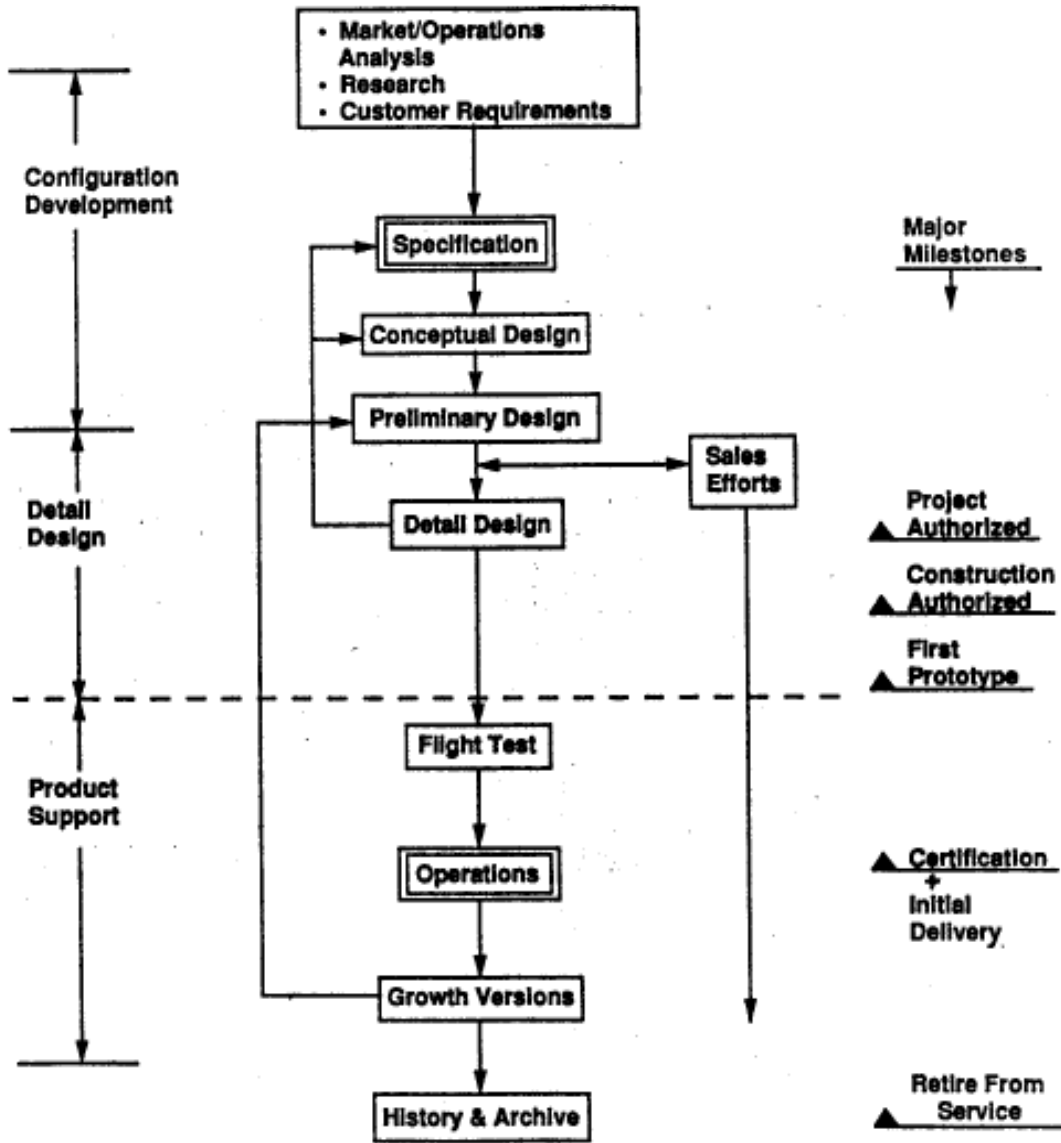 • Market/Operations
Analysis
• Research
• Customer Requirements
Configuration
Development
Specification
Major
Milestones
Conceptual Design
Preliminary Design
Sales
Efforts
Detail
Design
Detail Design
Project
Authorized
Construction
Authorized
First
Prototype
Flight Test
Product
Support
Operations
Certification
+
Initial
Delivery
Growth Versions
History & Archive
Retire From
Service